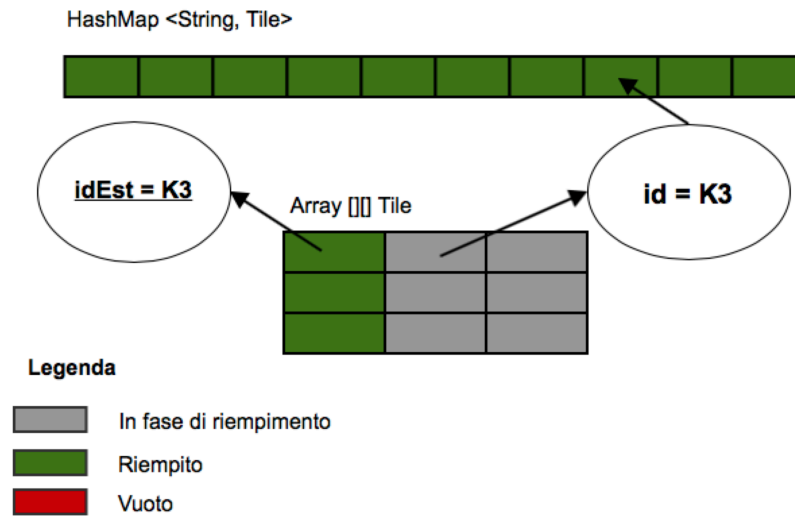 HashMap <String, Tile>
idEst = K3
id = K3
Array [][] Tile
Legenda
In fase di riempimento
Riempito
Vuoto